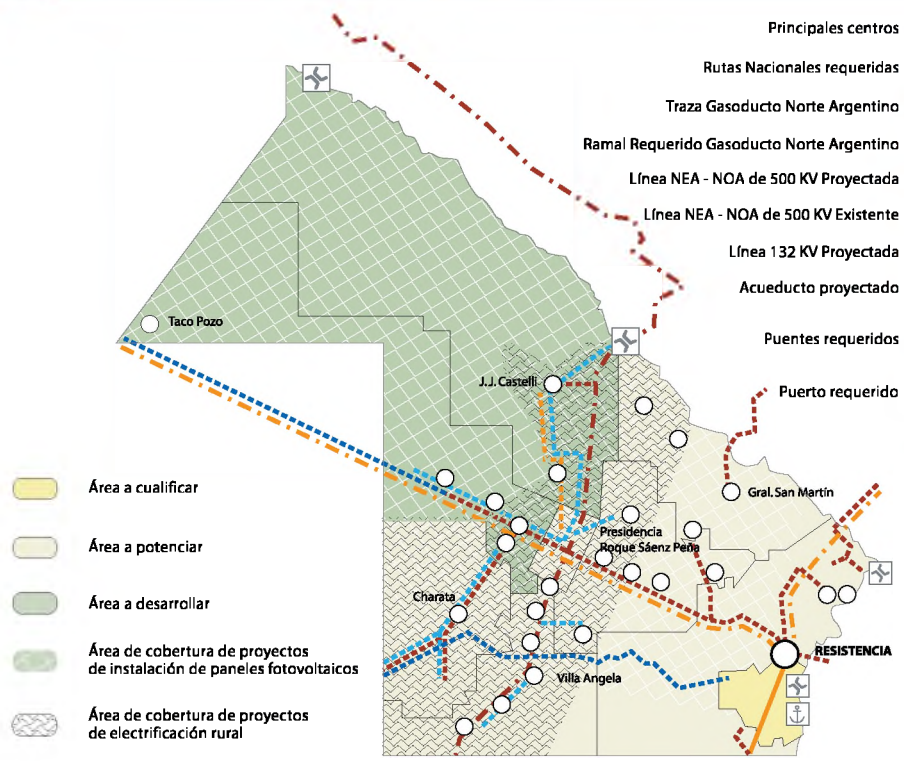 Principales centros
Rutas Nacionales requeridas
Traza Gasoducto Norte Argentino
Ramal Requerido Gasoducto Norte Argentino
Línea NEA - NOA de 500 KV Proyectada
Línea NEA - NOA de 500 KV Existente
Línea 132 KV Proyectada
Acueducto proyectado
Puentes requeridos
Puerto requerido
Taco Pozo
J. J. Castelli
Gral. San Martín
Presidencia
Roque Sáenz Peña
Charata
Villa Angela
RESISTENCIA
Área a cualificar
Área a potenciar
Área a desarrollar
Área de cobertura de proyectos
de instalación de paneles fotovoltaicos
Área de cobertura de proyectos
de electrificación rural